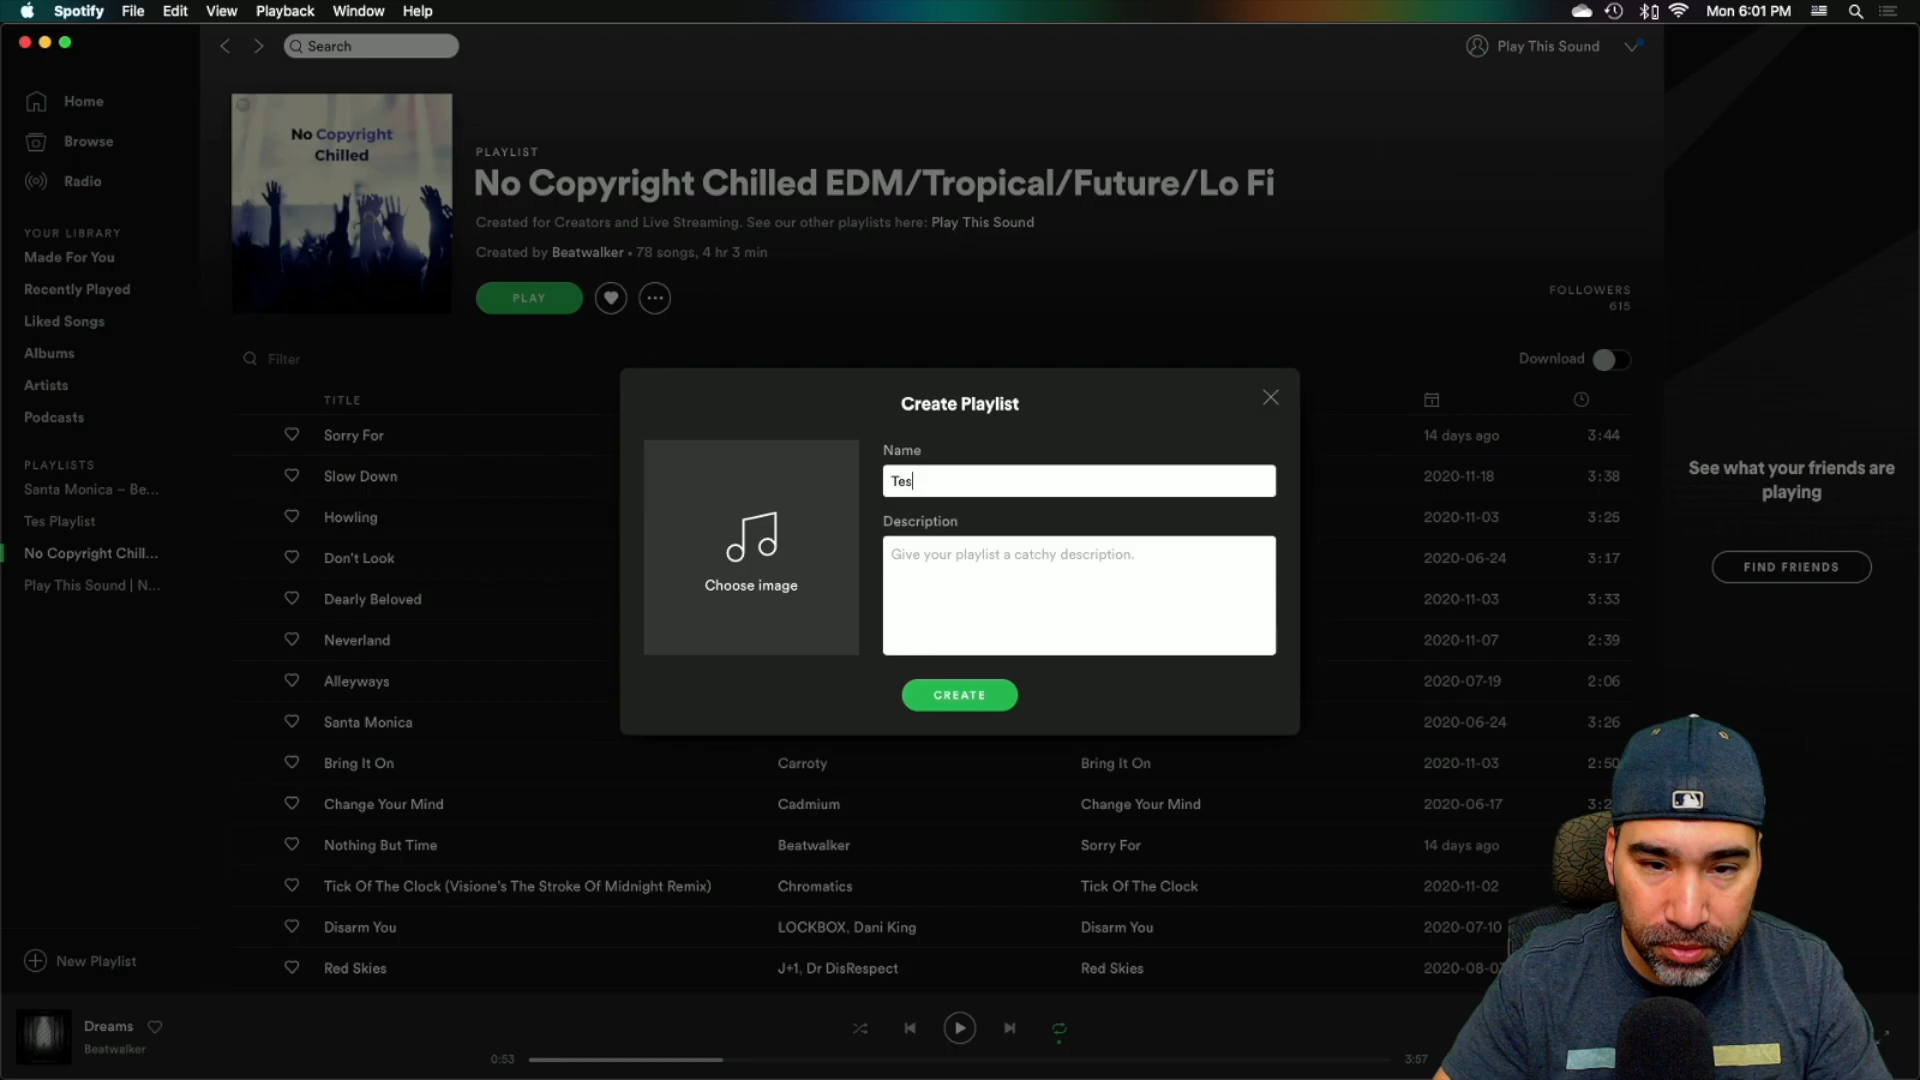 Spotify File Edit View Playback Window Help
Mon 6:01 PM
Search
Play This Sound
Home
Browse
Radio
YOUR LIBRARY
Made For You
Recently Played
Liked Songs
Albums
Artists
Podcasts
PLAYLISTS
Santa Monica – Be...
Tes Playlist
No Copyright Chill...
Play This Sound | N...
New Playlist
No Copyright
Chilled
PLAYLIST
No Copyright Chilled EDM/Tropical/Future/Lo Fi
Created for Creators and Live Streaming. See our other playlists here: Play This Sound
Created by Beatwalker • 78 songs, 4 hr 3 min
PLAY
FOLLOWERS
615
Filter
Download
TITLE
Sorry For 14 days ago 3:44
Slow Down 2020-11-18 3:38
Howling 2020-11-03 3:25
Don't Look 2020-06-24 3:17
Dearly Beloved 2020-11-03 3:33
Neverland 2020-11-07 2:39
Alleyways 2020-07-19 2:06
Santa Monica 2020-06-24 3:26
Bring It On Carroty Bring It On 2020-11-03 2:50
Change Your Mind Cadmium Change Your Mind 2020-06-17 3:2
Nothing But Time Beatwalker Sorry For 14 days ago
Tick Of The Clock (Visione's The Stroke Of Midnight Remix) Chromatics Tick Of The Clock 2020-11-02
Disarm You LOCKBOX, Dani King Disarm You 2020-07-10
Red Skies J+1, Dr DisRespect Red Skies 2020-08-0
Create Playlist
Name
Tes
Description
Give your playlist a catchy description.
Choose image
CREATE
See what your friends are
playing
FIND FRIENDS
Dreams
Beatwalker
0:53
3:57